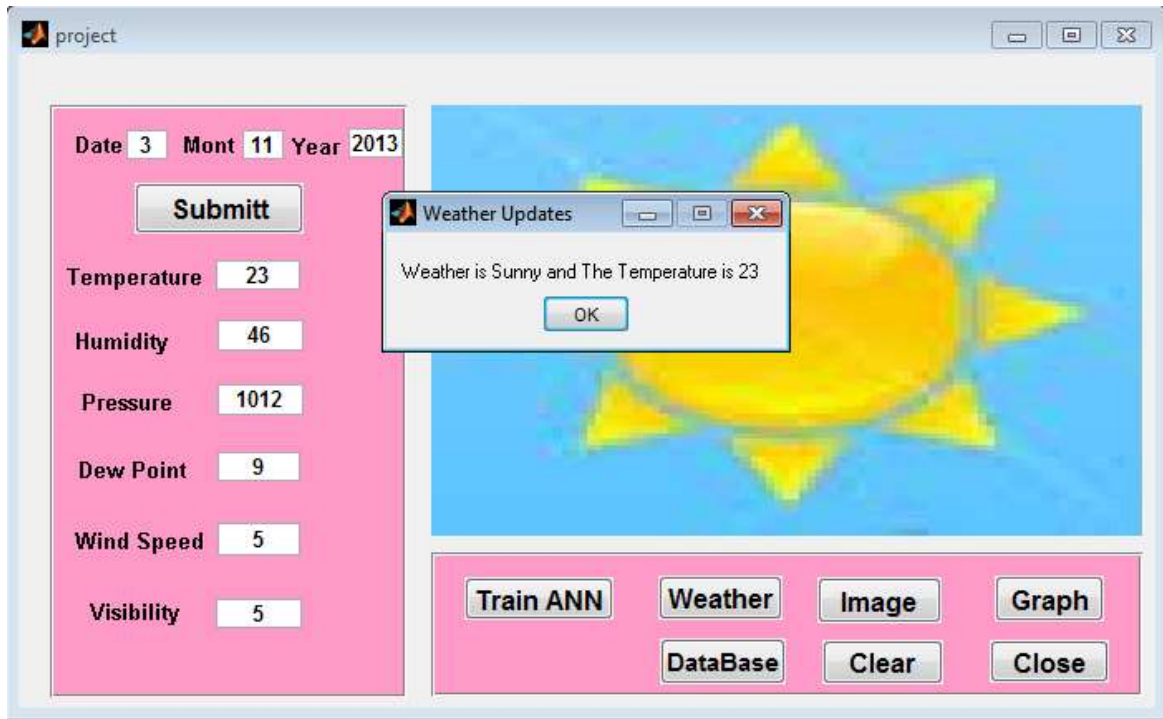 project
Date 3 Mont 11 Year 2013
Submitt
Temperature 23
Humidity 46
Pressure 1012
Dew Point 9
Wind Speed 5
Visibility 5
Weather Updates
Weather is Sunny and The Temperature is 23
OK
Train ANN Weather Image Graph
DataBase Clear Close